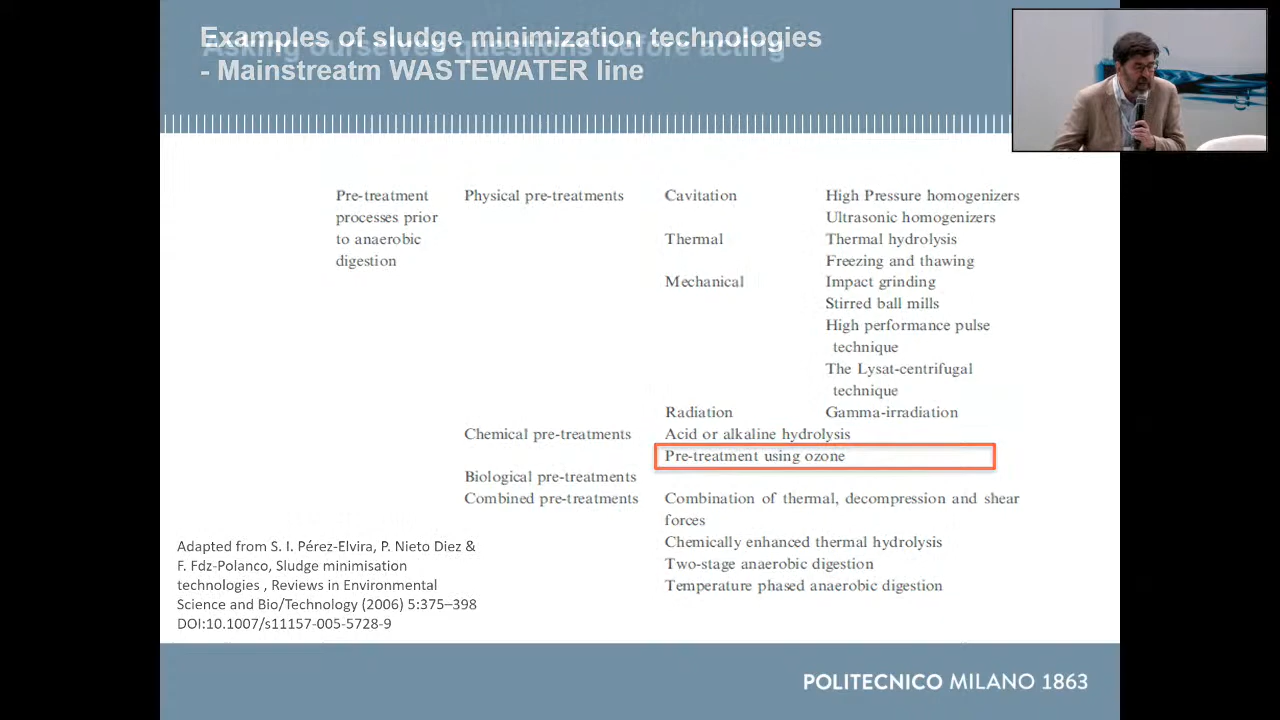 Examples of sludge minimization technologies
Asking ourselves questions before acting
- Mainstreatm WASTEWATER line
Pre-treatment Physical pre-treatments Cavitation High Pressure homogenizers
processes prior Ultrasonic homogenizers
to anaerobic Thermal Thermal hydrolysis
digestion Freezing and thawing
Mechanical Impact grinding
Stirred ball mills
High performance pulse
technique
The Lysat-centrifugal
technique
Radiation Gamma-irradiation
Chemical pre-treatments Acid or alkaline hydrolysis
Pre-treatment using ozone
Biological pre-treatments
Combined pre-treatments Combination of thermal, decompression and shear
forces
Chemically enhanced thermal hydrolysis
Two-stage anaerobic digestion
Temperature phased anaerobic digestion
Adapted from S. I. Pérez-Elvira, P. Nieto Diez &
F. Fdz-Polanco, Sludge minimisation
technologies , Reviews in Environmental
Science and Bio/Technology (2006) 5:375–398
DOI:10.1007/s11157-005-5728-9
POLITECNICO MILANO 1863